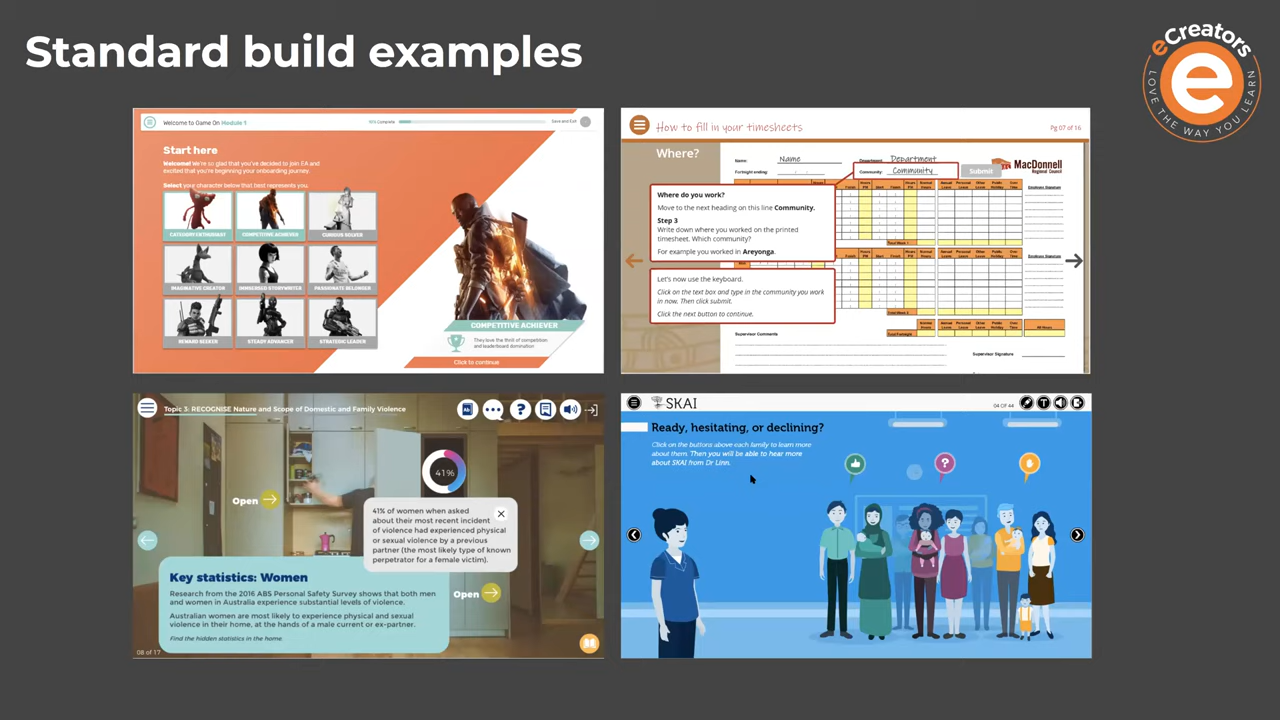 Standard build examples
eCreators
e
LOVE THE WAY YOU LEARN
Welcome to Game On Module 1
Save and Exit
Start here
Welcome! We're so glad that you've decided to join EA and
excited that you're beginning your onboarding journey.
Select your character below that best represents you.
CATEGORY ENTHUSIAST
COMPETITIVE ACHIEVER
CURIOUS SOLVER
IMAGINATIVE CREATOR
IMMERSED STORYWRITER
PASSIONATE BELONGER
REWARD SEEKER
STEADY ADVANCER
STRATEGIC LEADER
COMPETITIVE ACHIEVER
They love the thrill of competition
and leaderboard domination
Click to continue
How to fill in your timesheets
Pg 07 of 16
Where?
Name:
Name
Department:
Department
Fortnight ending:
Community:
Community
Submit
MacDonnell
Regional Council
Where do you work?
Move to the next heading on this line Community.
Step 3
Write down where you worked on the printed
timesheet. Which community?
For example you worked in Areyonga.
Let's now use the keyboard.
Click on the text box and type in the community you work
in now. Then click submit.
Click the next button to continue.
Employee Signature
Employee Signature
Supervisor Comments
Supervisor Signature
Topic 3: RECOGNISE Nature and Scope of Domestic and Family Violence
41%
Open
41% of women when asked
about their most recent incident
of violence had experienced physical
or sexual violence by a previous
partner (the most likely type of known
perpetrator for a female victim).
Key statistics: Women
Research from the 2016 ABS Personal Safety Survey shows that both men
and women in Australia experience substantial levels of violence.
Australian women are most likely to experience physical and sexual
violence in their home, at the hands of a male current or ex-partner.
Find the hidden statistics in the home.
Open
08 of 17
SKAI
04 OF 44
T
Ready, hesitating, or declining?
Click on the buttons above each family to learn more
about them. Then you will be able to hear more
about SKAI from Dr Linn.